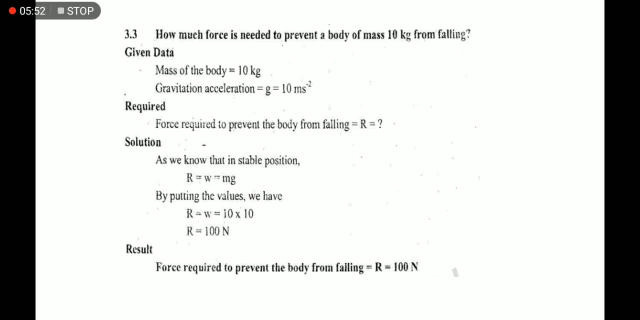 05:52 STOP
3.3 How much force is needed to prevent a body of mass 10 kg from falling?
Given Data
Mass of the body = 10 kg
Gravitation acceleration = g = 10 ms⁻²
Required
Force required to prevent the body from falling = R = ?
Solution
As we know that in stable position,
R = w = mg
By putting the values, we have
R = w = 10 x 10
R = 100 N
Result
Force required to prevent the body from falling = R = 100 N